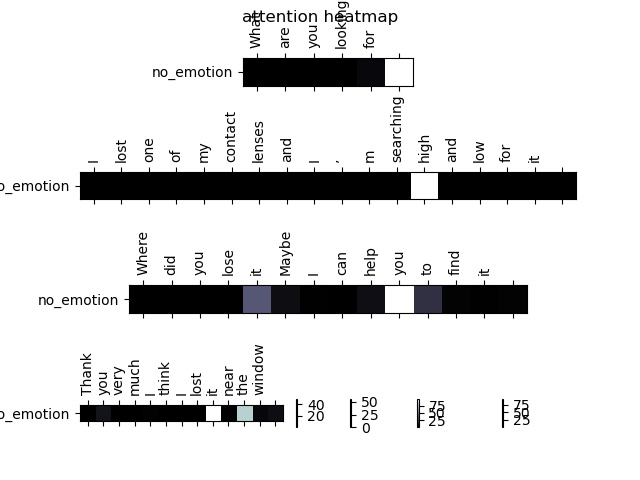 attention heatmap
What are you looking for
no_emotion
I lost one of my contact lenses and I , m searching high and low for it
no_emotion
Where did you lose it Maybe I can help you to find it
no_emotion
Thank you very much I think I lost it near the window
no_emotion
40
20
50
25
0
75
50
25
75
50
25